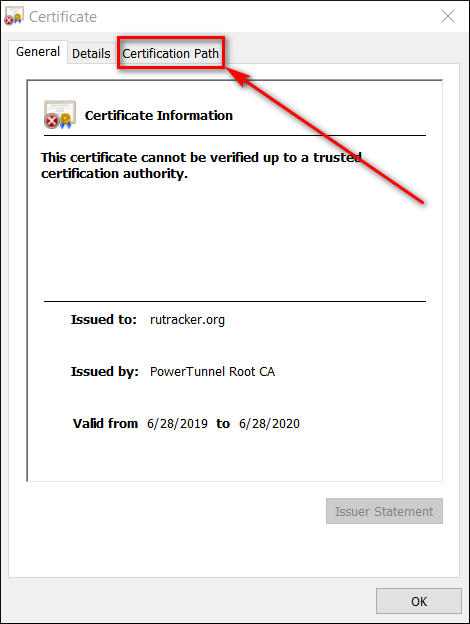 Certificate
General Details Certification Path
Certificate Information
This certificate cannot be verified up to a trusted
certification authority.
Issued to: rutracker.org
Issued by: PowerTunnel Root CA
Valid from 6/28/2019 to 6/28/2020
Issuer Statement
OK